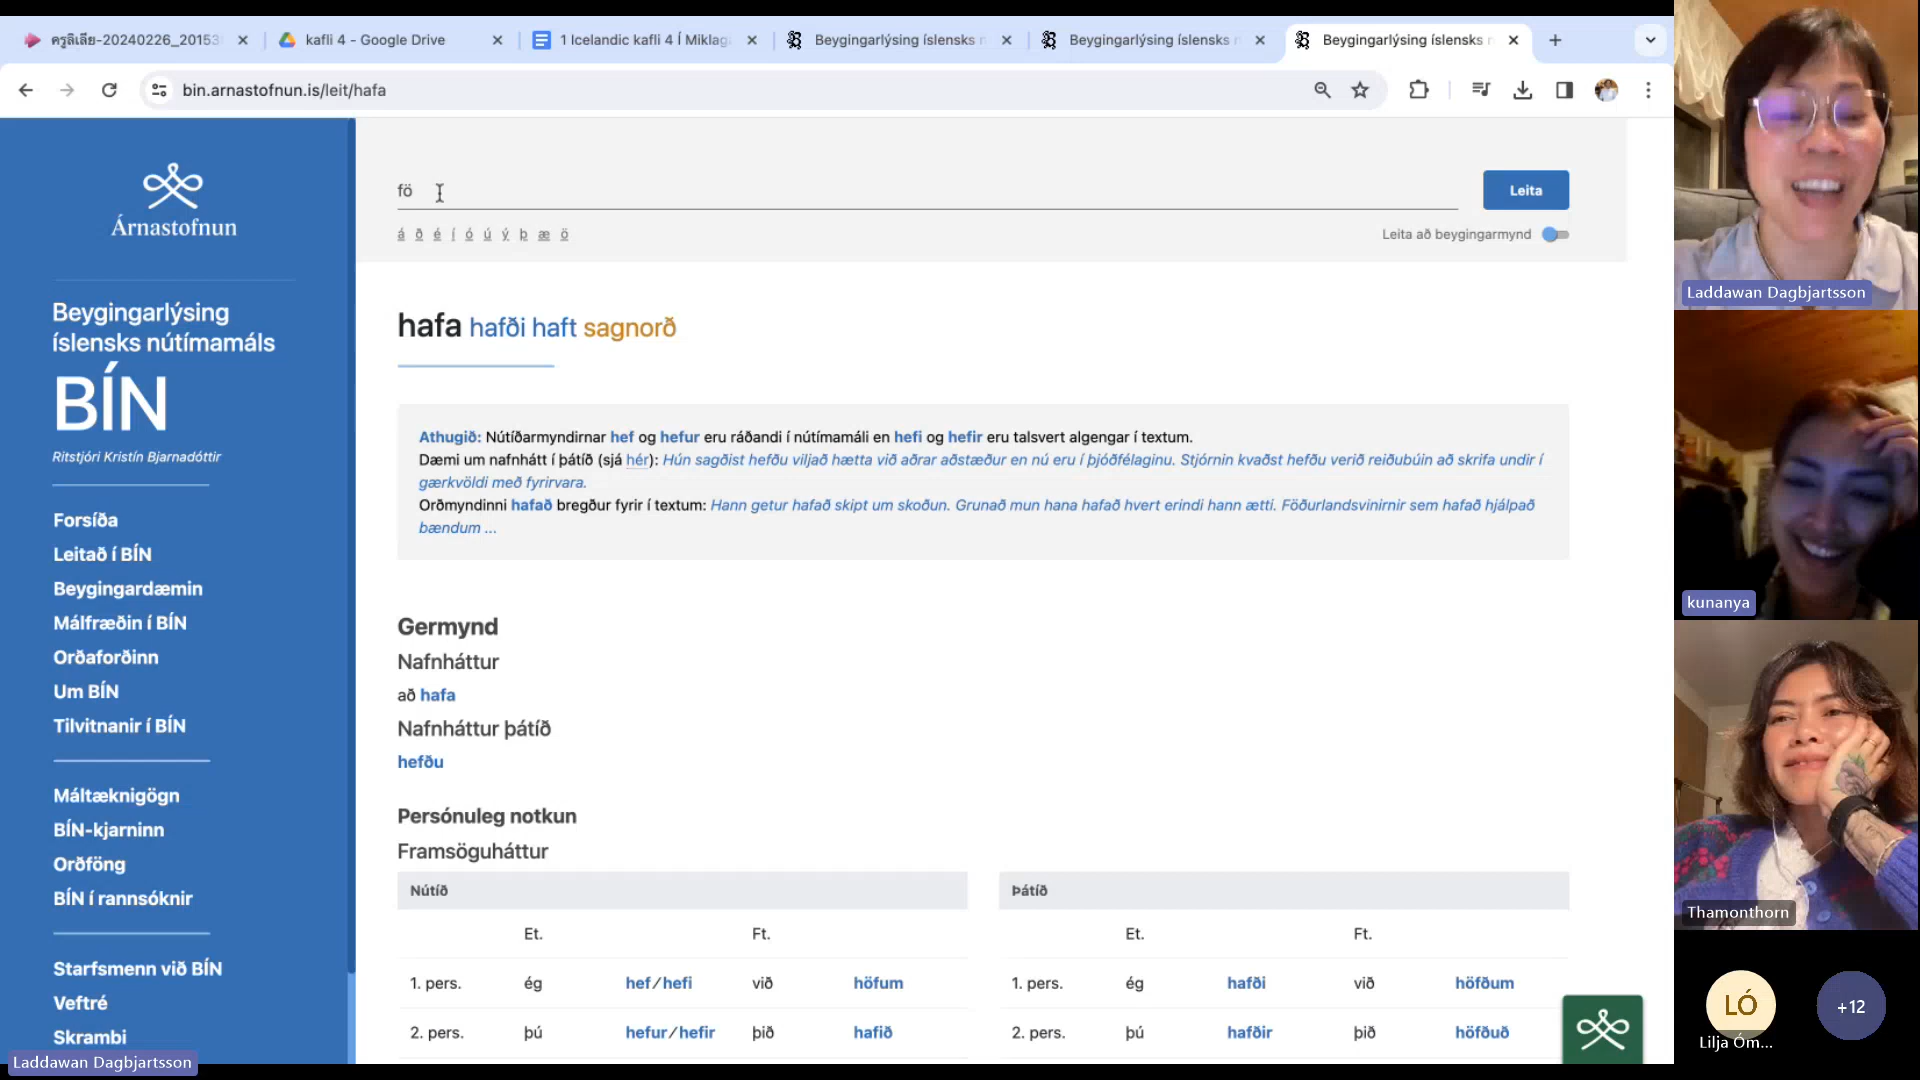 ครูลิเลีย-20240226_20153
kafli 4 - Google Drive
1 Icelandic kafli 4 Í Miklag
Beygingarlýsing íslensks n
Beygingarlýsing íslensks n
Beygingarlýsing íslensks n
bin.arnastofnun.is/leit/hafa
Árnastofnun
Beygingarlýsing
íslensks nútímamáls
BÍN
Ritstjóri Kristín Bjarnadóttir
Forsíða
Leitað í BÍN
Beygingardæmin
Málfræðin í BÍN
Orðaforðinn
Um BÍN
Tilvitnanir í BÍN
Máltæknigögn
BÍN-kjarninn
Orðföng
BÍN í rannsóknir
Starfsmenn við BÍN
Veftré
Skrambi
Laddawan Dagbjartsson
fö
Leita
á ð é í ó ú ý þ æ ö
Leita að beygingarmynd
hafa hafði haft sagnorð
Athugið: Nútíðarmyndirnar hef og hefur eru ráðandi í nútímamáli en hefi og hefir eru talsvert algengar í textum.
Dæmi um nafnhátt í þátíð (sjá hér): Hún sagðist hefðu viljað hætta við aðrar aðstæður en nú eru í þjóðfélaginu. Stjórnin kvaðst hefðu verið reiðubúin að skrifa undir í
gærkvöldi með fyrirvara.
Orðmyndinni hafað bregður fyrir í textum: Hann getur hafað skipt um skoðun. Grunað mun hana hafað hvert erindi hann ætti. Föðurlandsvinirnir sem hafað hjálpað
bændum ...
Germynd
Nafnháttur
að hafa
Nafnháttur þátíð
hefðu
Persónuleg notkun
Framsöguháttur
Nútíð
Et. Ft.
1. pers. ég hef/hefi við höfum
2. pers. þú hefur/hefir þið hafið
Þátíð
Et. Ft.
1. pers. ég hafði við höfðum
2. pers. þú hafðir þið höfðuð
Laddawan Dagbjartsson
kunanya
Thamonthorn
LÓ
Lilja Óm...
+12